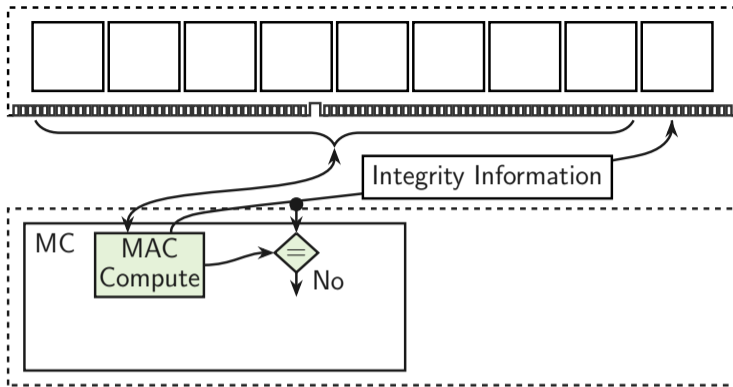 Integrity Information
MC
MAC
Compute
=
No